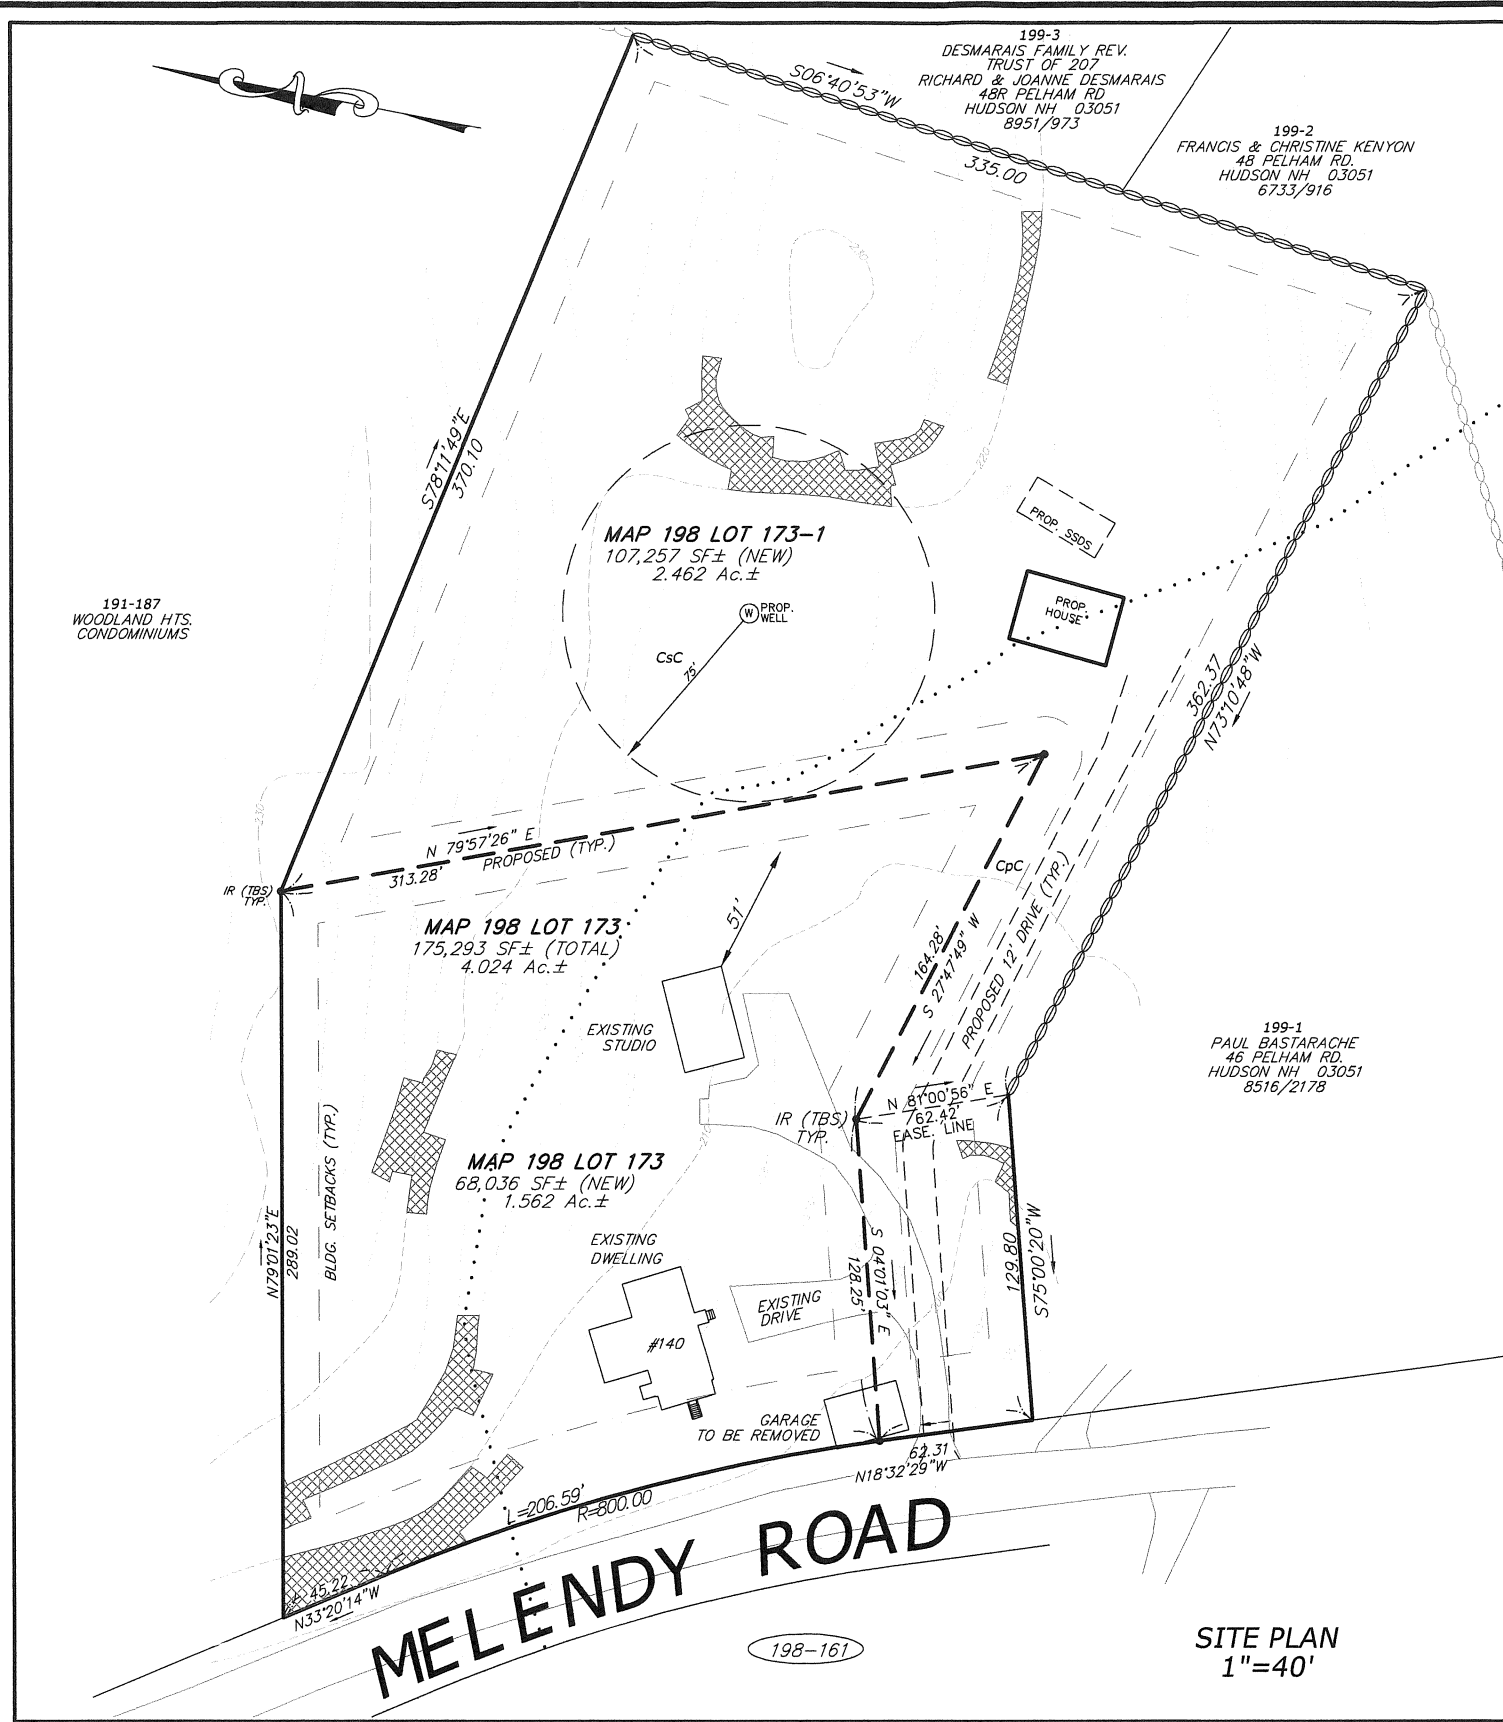 199-3
DESMARAIS FAMILY REV.
TRUST OF 207
RICHARD & JOANNE DESMARAIS
48R PELHAM RD
HUDSON NH 03051
8951/973
S06°40'53"W
335.00
199-2
FRANCIS & CHRISTINE KENYON
48 PELHAM RD.
HUDSON NH 03051
6733/916
230
S78°11'49"E
370.10
220
PROP. SSDS
MAP 198 LOT 173-1
107,257 SF± (NEW)
2.462 Ac.±
191-187
WOODLAND HTS.
CONDOMINIUMS
W
PROP.
WELL
PROP.
HOUSE
CsC
75'
362.37
N73°10'48"W
230
N 79°57'26" E
PROPOSED (TYP.)
313.28'
IR (TBS)
TYP.
CpC
MAP 198 LOT 173
175,293 SF± (TOTAL)
4.024 Ac.±
51'
164.28'
S 27°47'49" W
PROPOSED 12' DRIVE (TYP.)
EXISTING
STUDIO
199-1
PAUL BASTARACHE
46 PELHAM RD.
HUDSON NH 03051
8516/2178
N 81°00'56" E
62.42'
EASE. LINE
IR (TBS)
TYP.
210
BLDG. SETBACKS (TYP.)
MAP 198 LOT 173
68,036 SF± (NEW)
1.562 Ac.±
N79°01'23"E
289.02
EXISTING
DWELLING
S 04°01'03" E
128.25'
129.80
S75°00'20"W
EXISTING
DRIVE
#140
GARAGE
TO BE REMOVED
62.31
N18°32'29"W
L=206.59'
R=800.00
45.22
N33°20'14"W
MELENDY ROAD
198-161
SITE PLAN
1"=40'